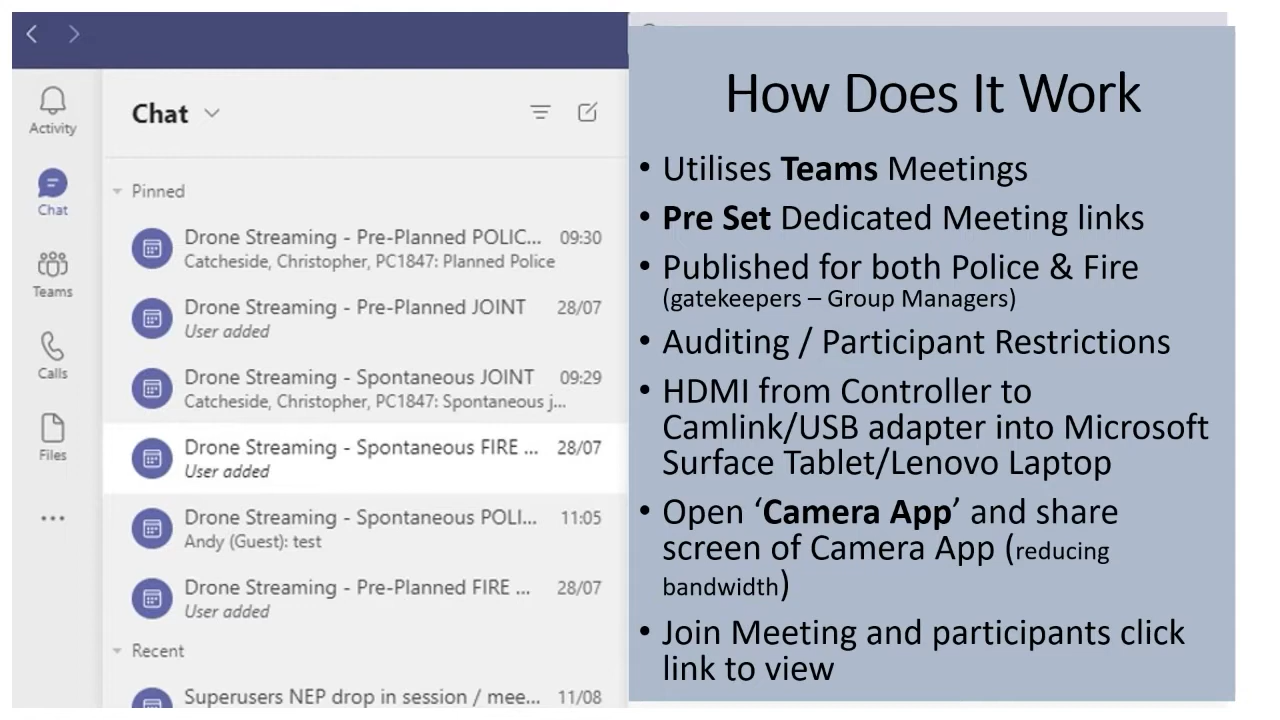 Activity
Chat
Teams
Calls
Files
Chat
Pinned
Drone Streaming - Pre-Planned POLIC... 09:30
Catcheside, Christopher, PC1847: Planned Police
Drone Streaming - Pre-Planned JOINT 28/07
User added
Drone Streaming - Spontaneous JOINT 09:29
Catcheside, Christopher, PC1847: Spontaneous j...
Drone Streaming - Spontaneous FIRE ... 28/07
User added
Drone Streaming - Spontaneous POLI... 11:05
Andy (Guest): test
Drone Streaming - Pre-Planned FIRE ... 28/07
User added
Recent
Superusers NEP drop in session / mee... 11/08
How Does It Work
• Utilises Teams Meetings
• Pre Set Dedicated Meeting links
• Published for both Police & Fire
(gatekeepers – Group Managers)
• Auditing / Participant Restrictions
• HDMI from Controller to
Camlink/USB adapter into Microsoft
Surface Tablet/Lenovo Laptop
• Open ‘Camera App’ and share
screen of Camera App (reducing
bandwidth)
• Join Meeting and participants click
link to view